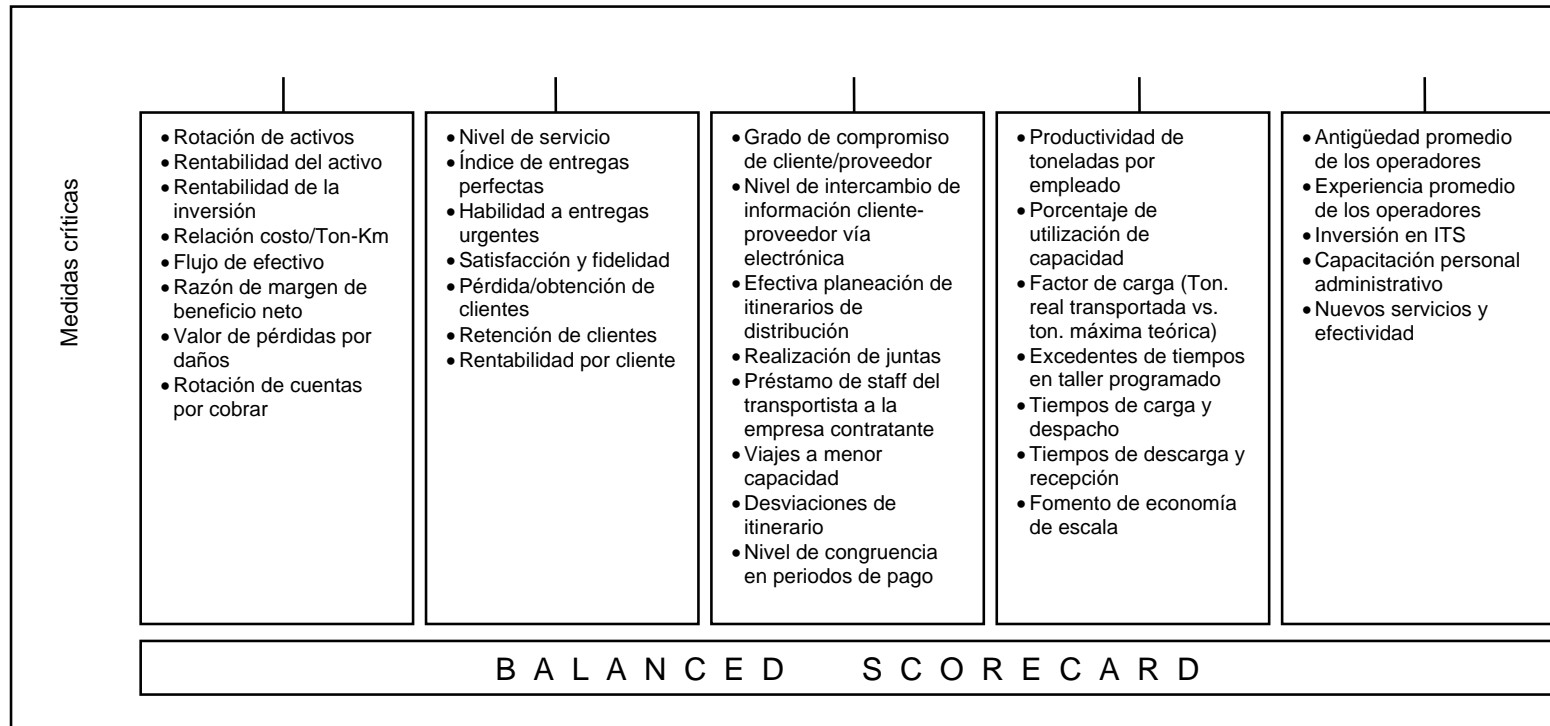 Medidas críticas
• Rotación de activos
• Rentabilidad del activo
• Rentabilidad de la
inversión
• Relación costo/Ton-Km
• Flujo de efectivo
• Razón de margen de
beneficio neto
• Valor de pérdidas por
daños
• Rotación de cuentas
por cobrar
• Nivel de servicio
• Índice de entregas
perfectas
• Habilidad a entregas
urgentes
• Satisfacción y fidelidad
• Pérdida/obtención de
clientes
• Retención de clientes
• Rentabilidad por cliente
• Grado de compromiso
de cliente/proveedor
• Nivel de intercambio de
información cliente-
proveedor vía
electrónica
• Efectiva planeación de
itinerarios de
distribución
• Realización de juntas
• Préstamo de staff del
transportista a la
empresa contratante
• Viajes a menor
capacidad
• Desviaciones de
itinerario
• Nivel de congruencia
en periodos de pago
• Productividad de
toneladas por
empleado
• Porcentaje de
utilización de
capacidad
• Factor de carga (Ton.
real transportada vs.
ton. máxima teórica)
• Excedentes de tiempos
en taller programado
• Tiempos de carga y
despacho
• Tiempos de descarga y
recepción
• Fomento de economía
de escala
• Antigüedad promedio
de los operadores
• Experiencia promedio
de los operadores
• Inversión en ITS
• Capacitación personal
administrativo
• Nuevos servicios y
efectividad
BALANCED SCORECARD